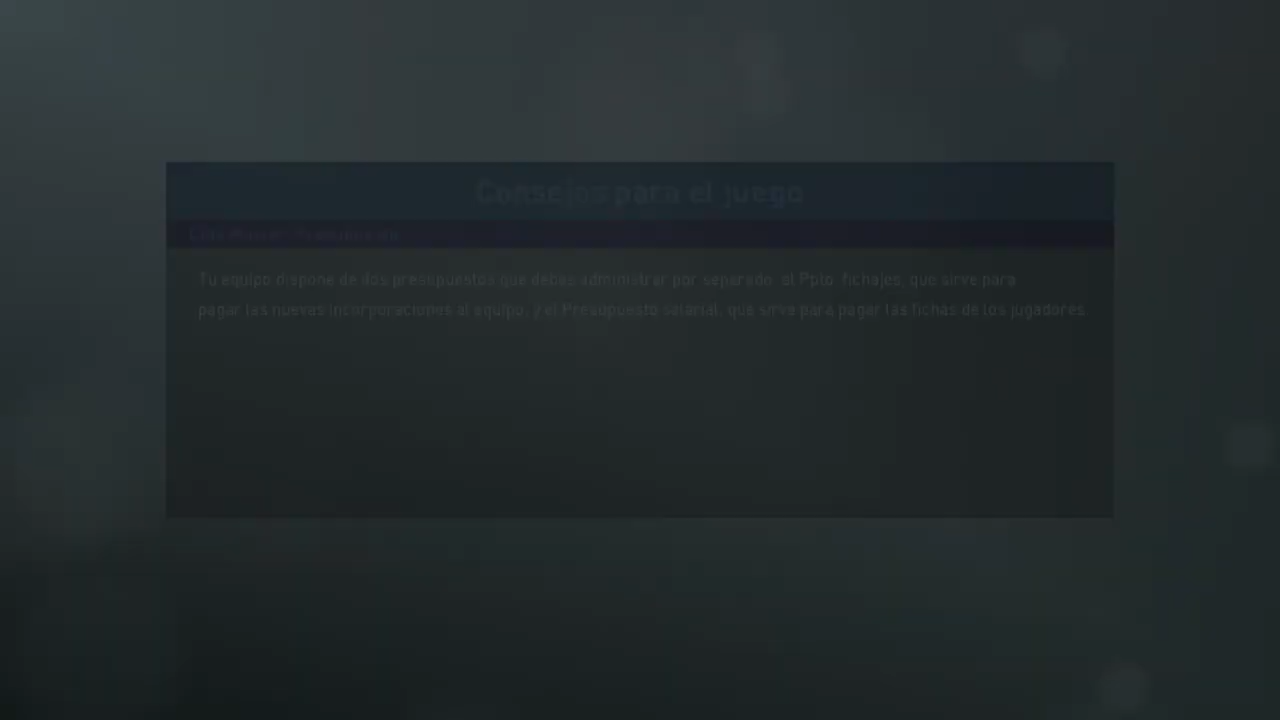 Consejos para el juego
Tu equipo dispone de dos presupuestos que debes administrar por separado: el Ppto. fichajes, que sirve para
pagar las nuevas incorporaciones al equipo, y el Presupuesto salarial, que sirve para pagar las fichas de los jugadores.